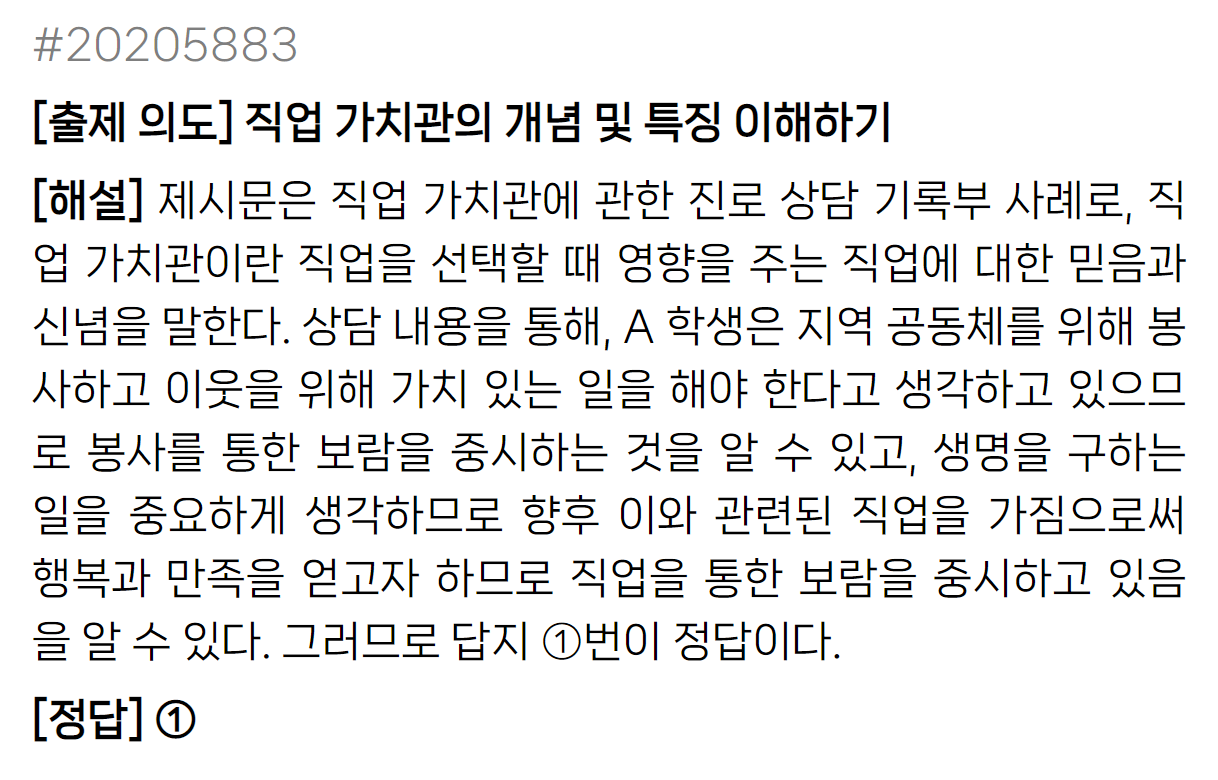 #20205883
[출제 의도] 직업 가치관의 개념 및 특징 이해하기
[해설] 제시문은 직업 가치관에 관한 진로 상담 기록부 사례로, 직
업 가치관이란 직업을 선택할 때 영향을 주는 직업에 대한 믿음과
신념을 말한다. 상담 내용을 통해, A 학생은 지역 공동체를 위해 봉
사하고 이웃을 위해 가치 있는 일을 해야 한다고 생각하고 있으므
로 봉사를 통한 보람을 중시하는 것을 알 수 있고, 생명을 구하는
일을 중요하게 생각하므로 향후 이와 관련된 직업을 가짐으로써
행복과 만족을 얻고자 하므로 직업을 통한 보람을 중시하고 있음
을 알 수 있다. 그러므로 답지 ①번이 정답이다.
[정답] ①